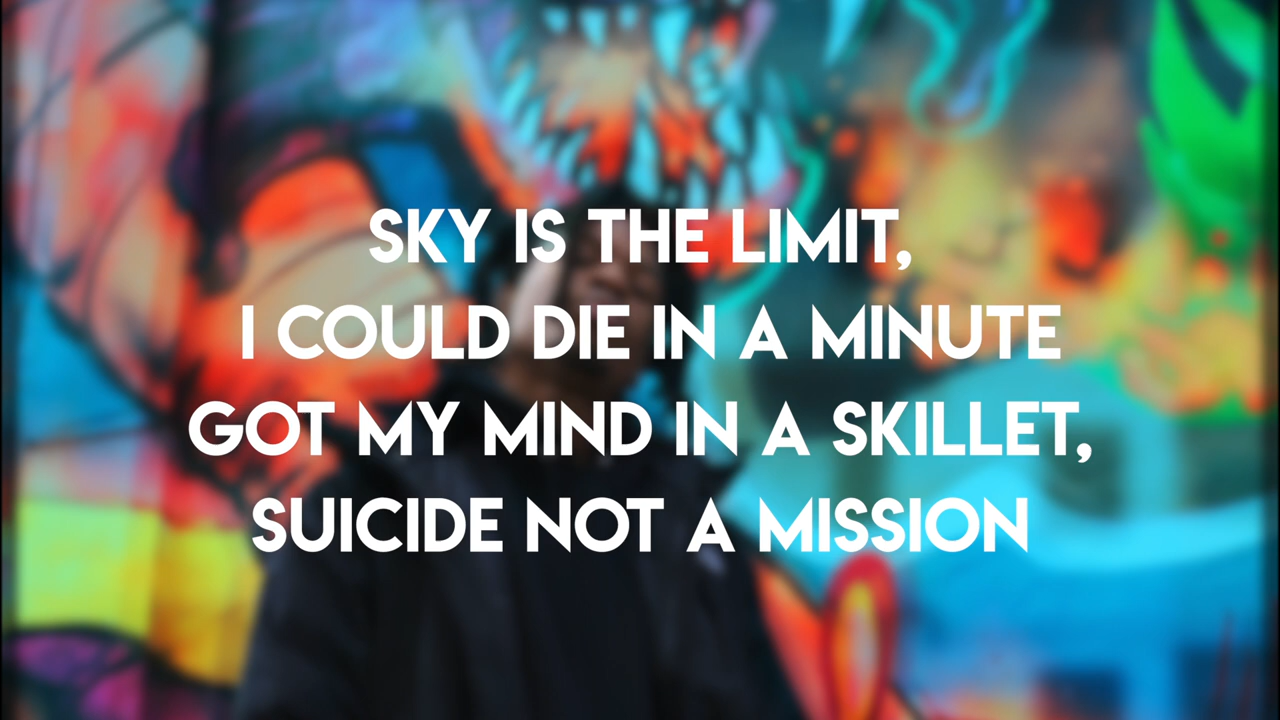 SKY IS THE LIMIT,
I COULD DIE IN A MINUTE
GOT MY MIND IN A SKILLET,
SUICIDE NOT A MISSION